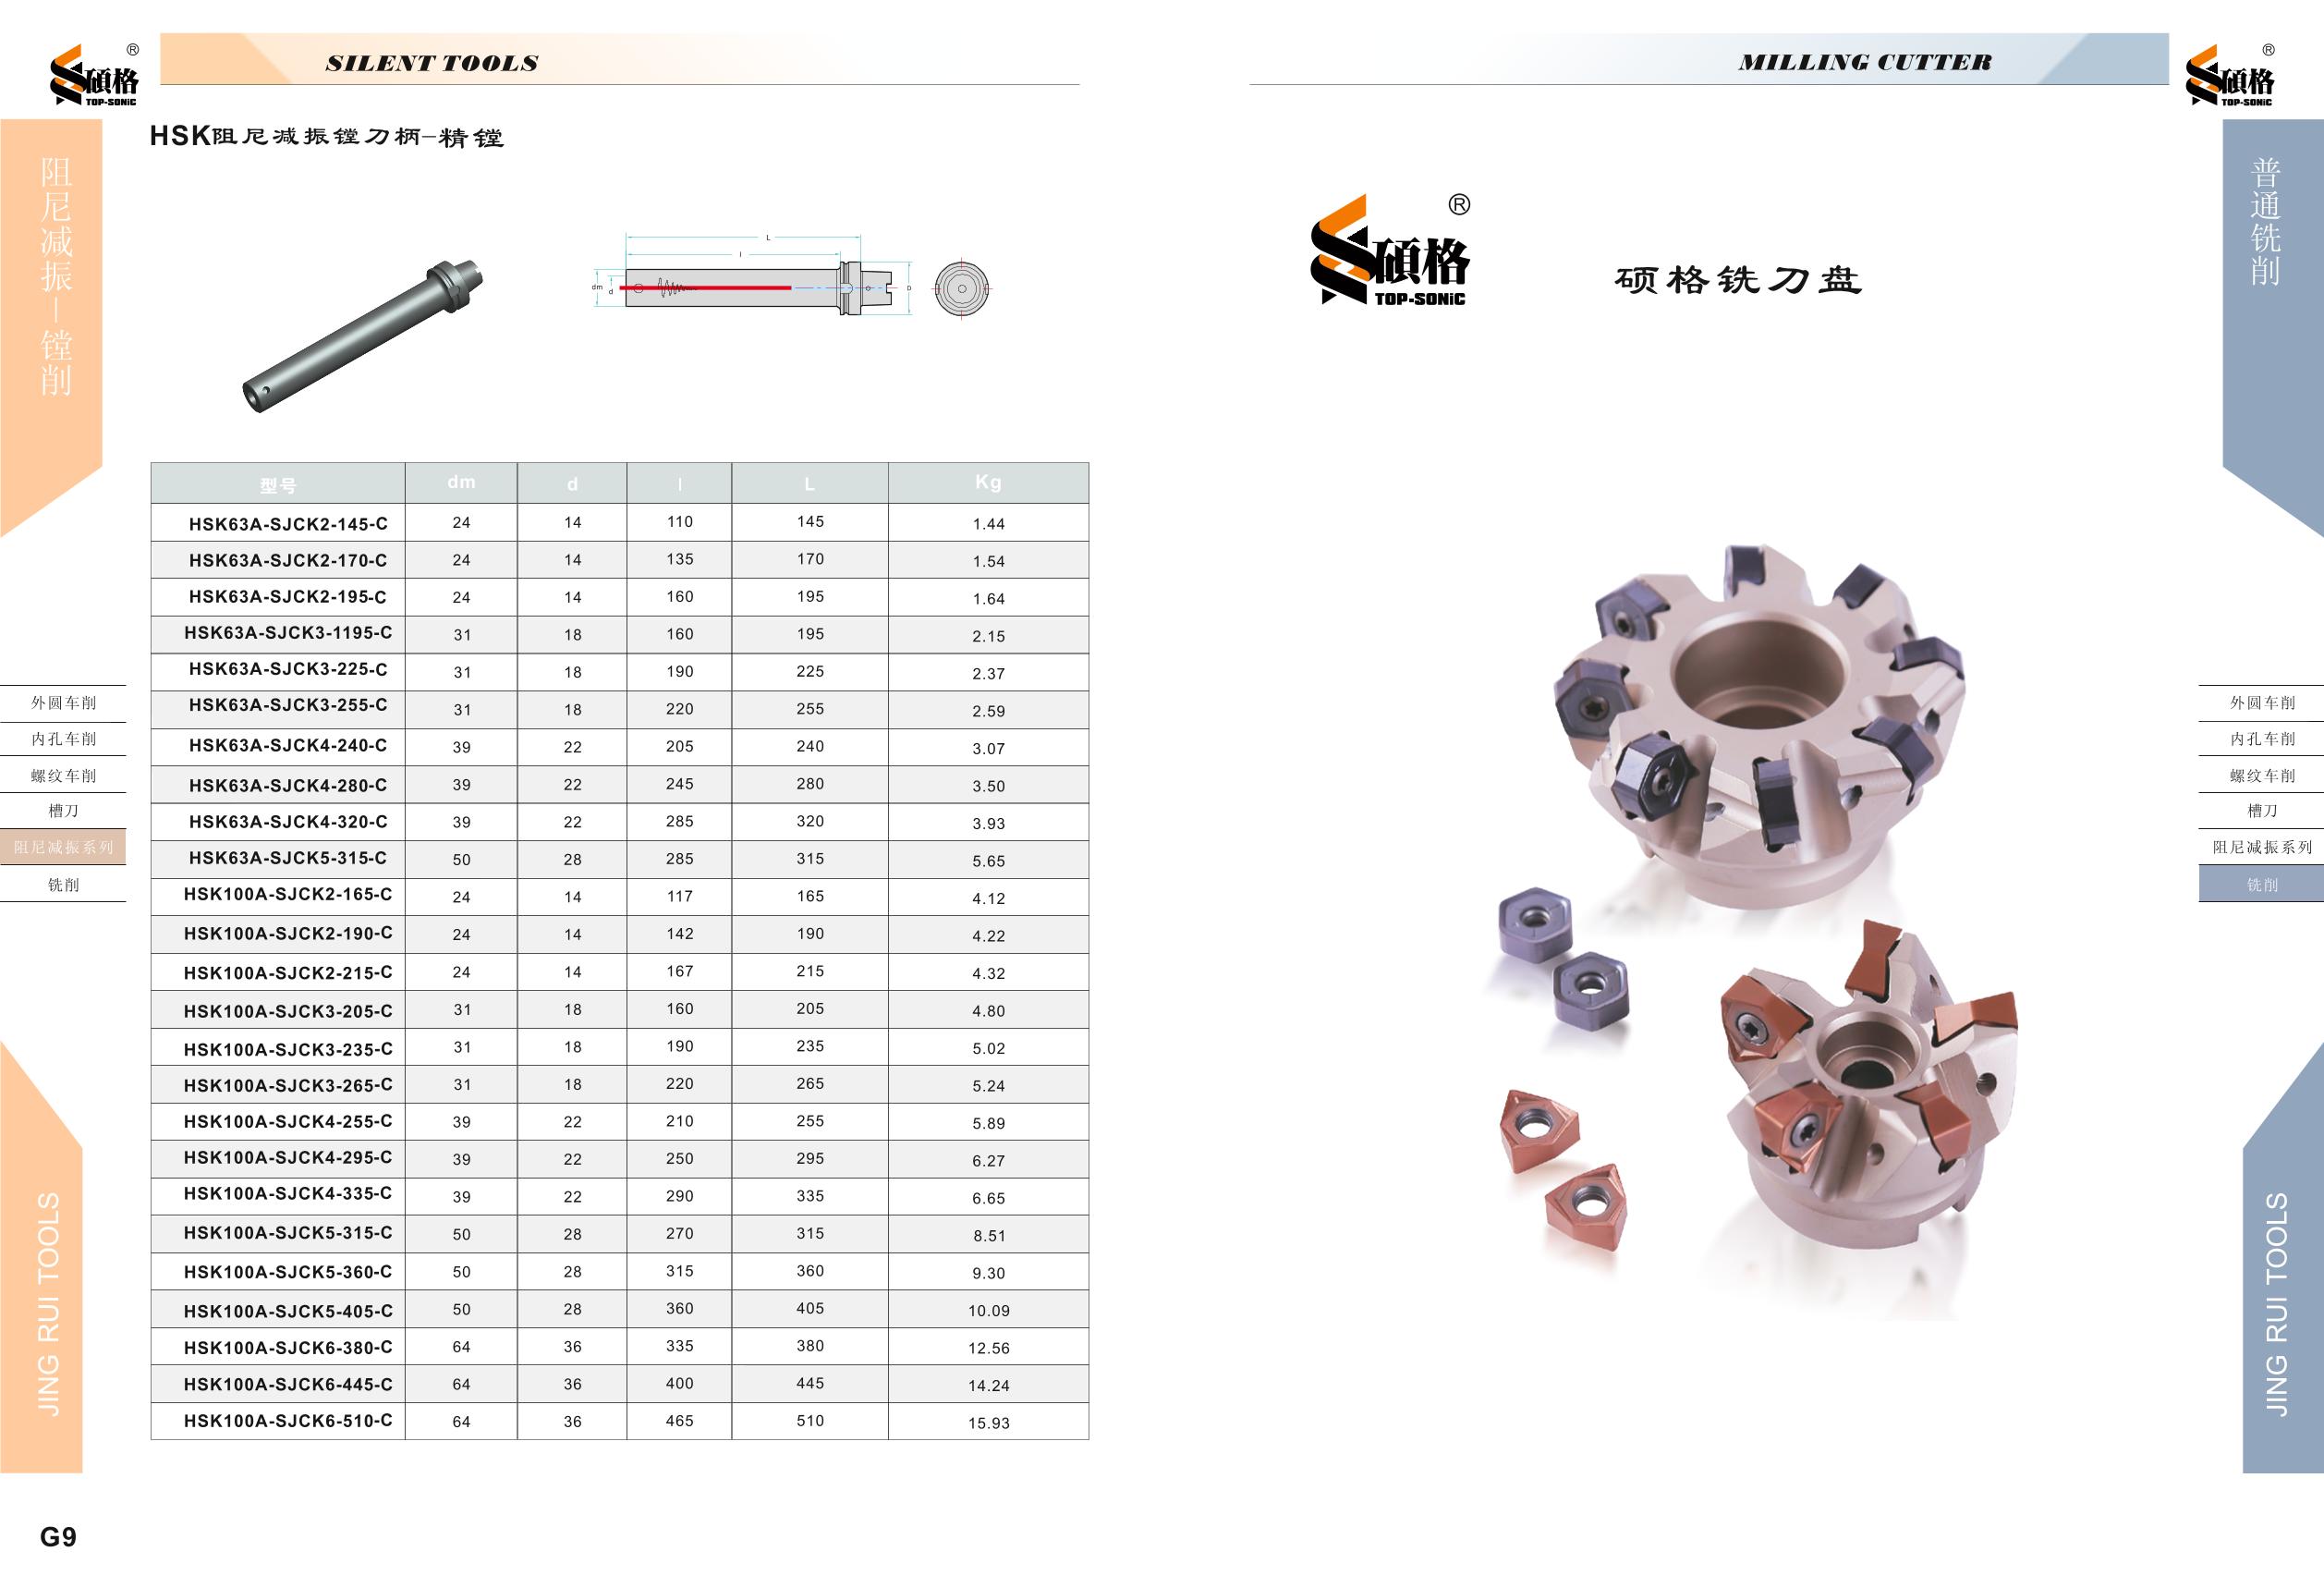 碩格
TOP-SONiC
®
SILENT TOOLS
HSK阻尼减振镗刀柄-精镗
阻尼减振-镗削
L
l
dm
d
D
型号 dm d l L Kg
HSK63A-SJCK2-145-C 24 14 110 145 1.44
HSK63A-SJCK2-170-C 24 14 135 170 1.54
HSK63A-SJCK2-195-C 24 14 160 195 1.64
HSK63A-SJCK3-1195-C 31 18 160 195 2.15
HSK63A-SJCK3-225-C 31 18 190 225 2.37
HSK63A-SJCK3-255-C 31 18 220 255 2.59
HSK63A-SJCK4-240-C 39 22 205 240 3.07
HSK63A-SJCK4-280-C 39 22 245 280 3.50
HSK63A-SJCK4-320-C 39 22 285 320 3.93
HSK63A-SJCK5-315-C 50 28 285 315 5.65
HSK100A-SJCK2-165-C 24 14 117 165 4.12
HSK100A-SJCK2-190-C 24 14 142 190 4.22
HSK100A-SJCK2-215-C 24 14 167 215 4.32
HSK100A-SJCK3-205-C 31 18 160 205 4.80
HSK100A-SJCK3-235-C 31 18 190 235 5.02
HSK100A-SJCK3-265-C 31 18 220 265 5.24
HSK100A-SJCK4-255-C 39 22 210 255 5.89
HSK100A-SJCK4-295-C 39 22 250 295 6.27
HSK100A-SJCK4-335-C 39 22 290 335 6.65
HSK100A-SJCK5-315-C 50 28 270 315 8.51
HSK100A-SJCK5-360-C 50 28 315 360 9.30
HSK100A-SJCK5-405-C 50 28 360 405 10.09
HSK100A-SJCK6-380-C 64 36 335 380 12.56
HSK100A-SJCK6-445-C 64 36 400 445 14.24
HSK100A-SJCK6-510-C 64 36 465 510 15.93
外圆车削
内孔车削
螺纹车削
槽刀
阻尼减振系列
铣削
JING RUI TOOLS
G9
MILLING CUTTER
碩格
TOP-SONiC
®
碩格
TOP-SONiC
®
硕格铣刀盘
普通铣削
外圆车削
内孔车削
螺纹车削
槽刀
阻尼减振系列
铣削
JING RUI TOOLS